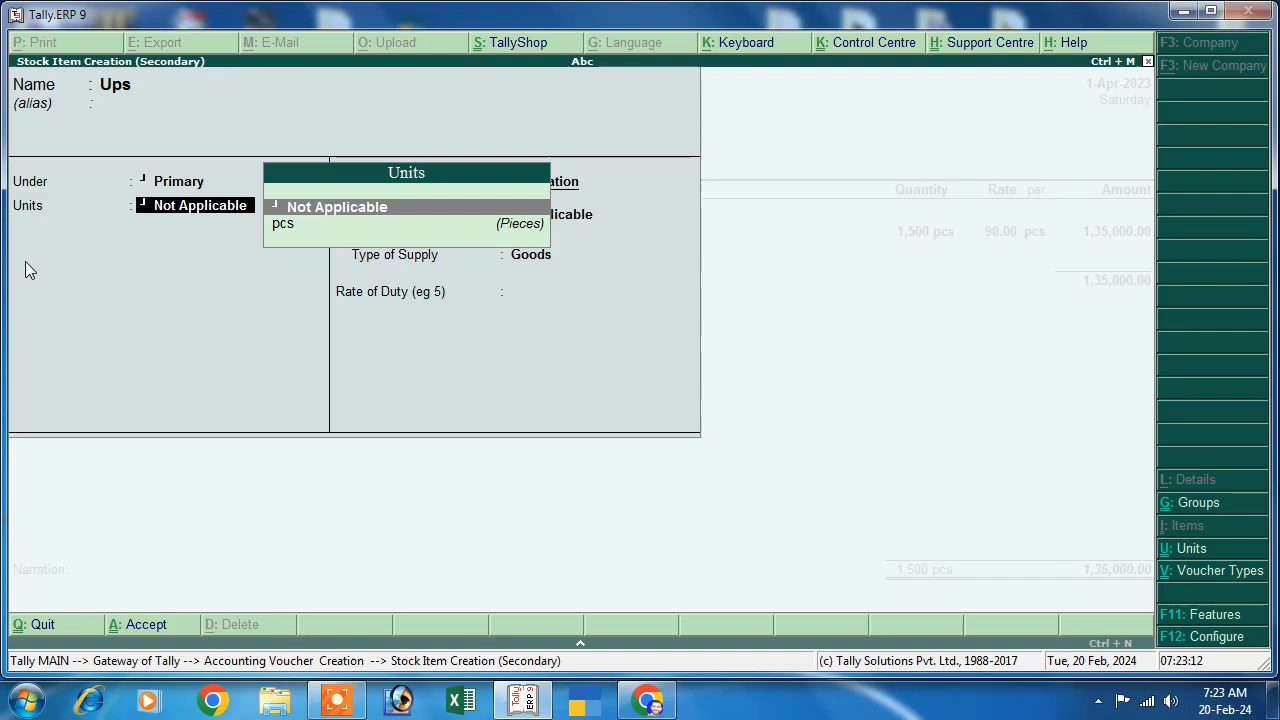 Tally.ERP 9
P: Print
E: Export
M: E-Mail
O: Upload
S: TallyShop
G: Language
K: Keyboard
K: Control Centre
H: Support Centre
H: Help
F3: Company
Stock Item Creation (Secondary)
Abc
Ctrl + M
F3: New Company
Name : Ups
(alias) :
1-Apr-2023
Saturday
Under : Primary
Units : Not Applicable
Units
Not Applicable
pcs (Pieces)
ation
plicable
Type of Supply : Goods
Rate of Duty (eg 5) :
Quantity Rate per Amount
1,500 pcs 90.00 pcs 1,35,000.00
1,35,000.00
L: Details
G: Groups
I: Items
U: Units
V: Voucher Types
F11: Features
F12: Configure
Narration:
1,500 pcs 1,35,000.00
Q: Quit
A: Accept
D: Delete
Ctrl + N
Tally MAIN --> Gateway of Tally --> Accounting Voucher Creation --> Stock Item Creation (Secondary)
(c) Tally Solutions Pvt. Ltd., 1988-2017
Tue, 20 Feb, 2024
07:23:12
Tally
ERP 9
7:23 AM
20-Feb-24